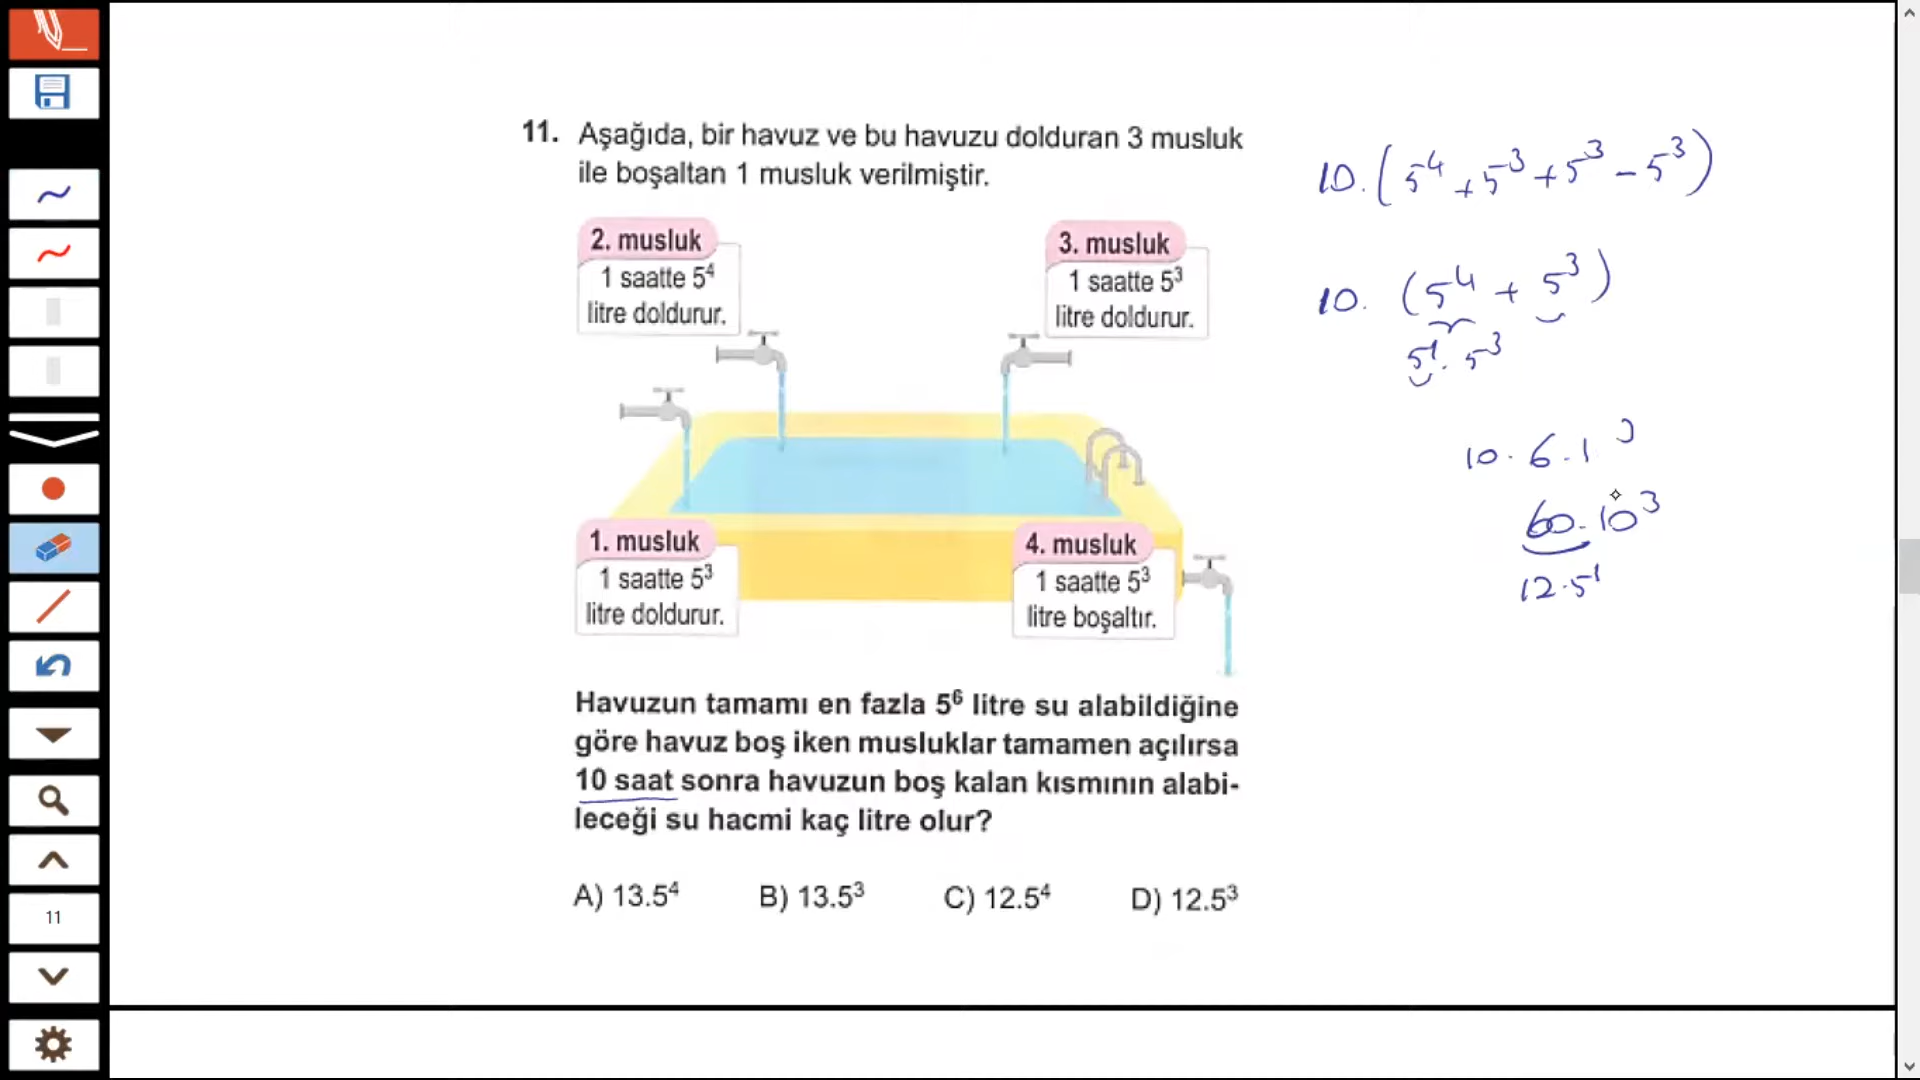 11. Aşağıda, bir havuz ve bu havuzu dolduran 3 musluk
ile boşaltan 1 musluk verilmiştir.
2. musluk
1 saatte 5⁴
litre doldurur.
3. musluk
1 saatte 5³
litre doldurur.
1. musluk
1 saatte 5³
litre doldurur.
4. musluk
1 saatte 5³
litre boşaltır.
Havuzun tamamı en fazla 5⁶ litre su alabildiğine
göre havuz boş iken musluklar tamamen açılırsa
10 saat sonra havuzun boş kalan kısmının alabi-
leceği su hacmi kaç litre olur?
A) 13.5⁴ B) 13.5³ C) 12.5⁴ D) 12.5³
10.(5⁴+5³+5³-5³)
10. (5⁴ + 5³)
5¹. 5³
10. 6. 1 ³
60. 10³
12.5¹
11